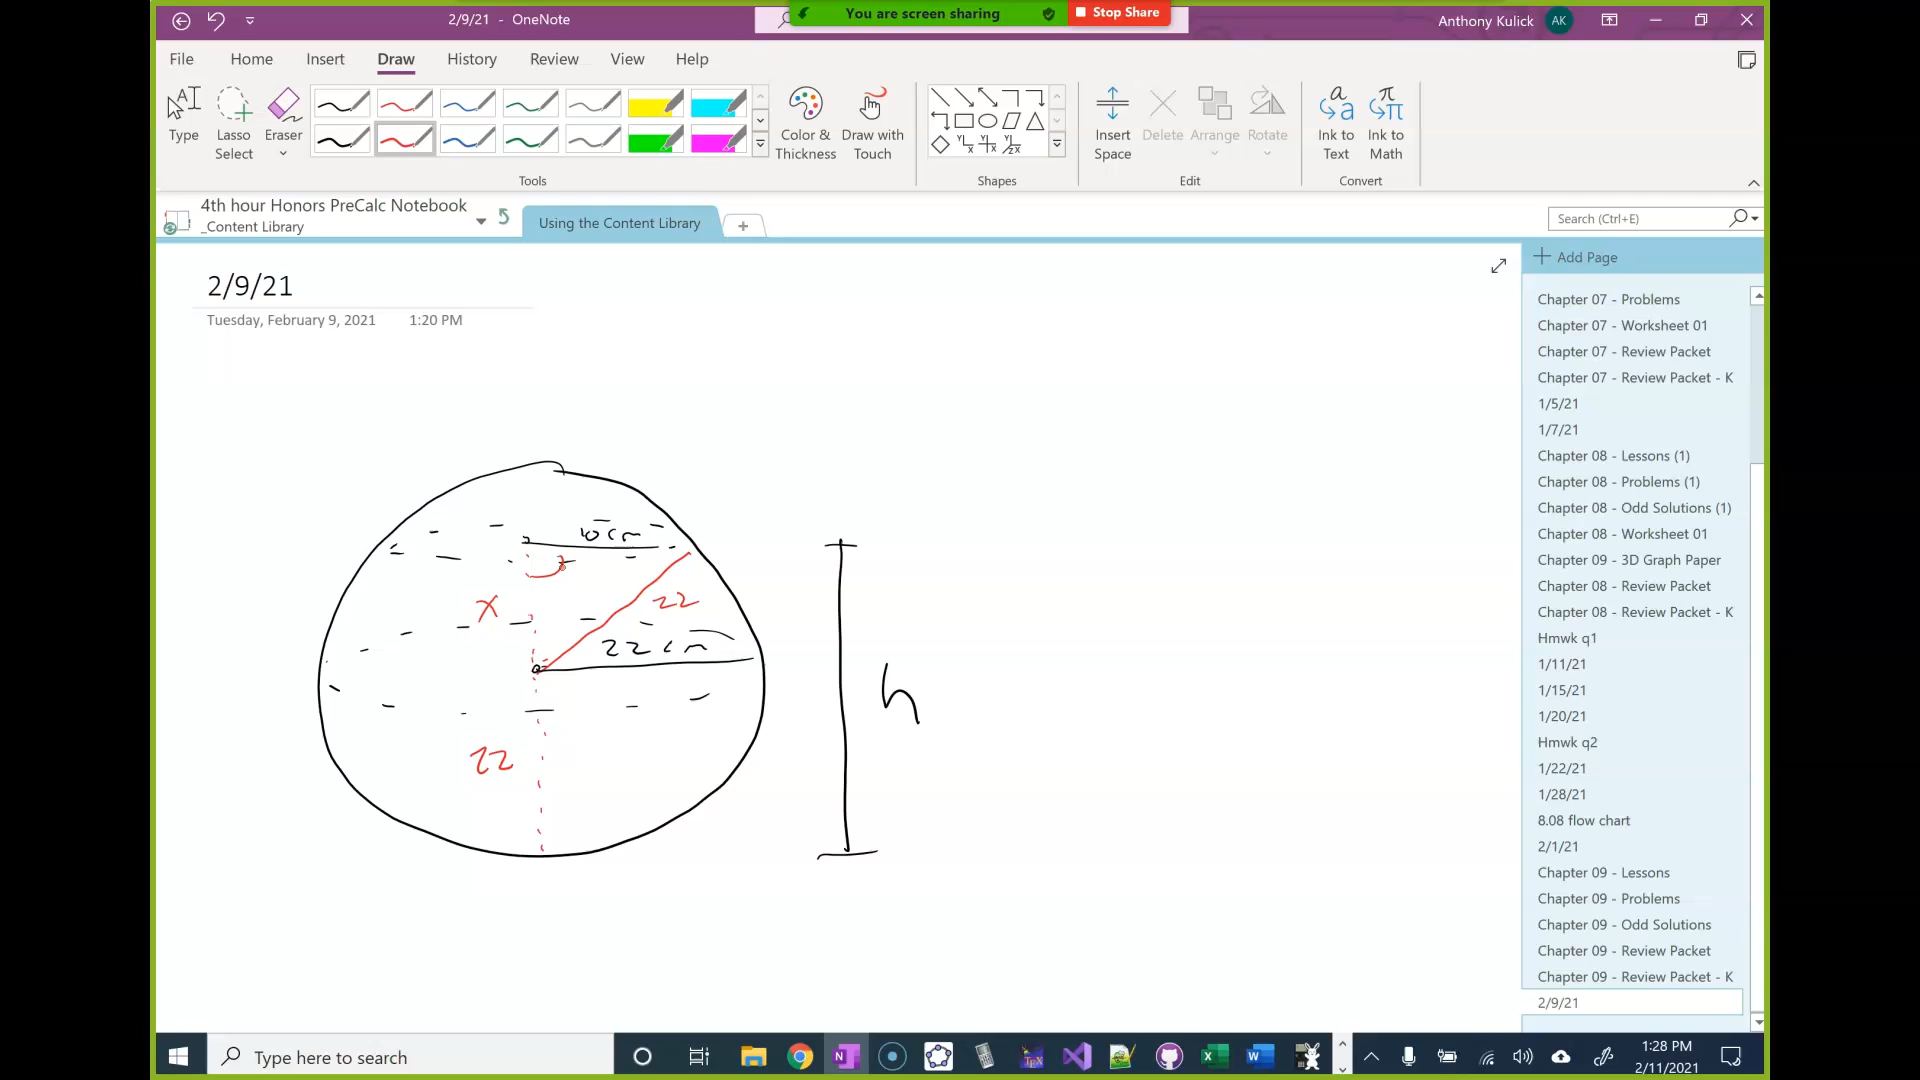 2/9/21 - OneNote
You are screen sharing
Stop Share
Anthony Kulick
AK
File
Home
Insert
Draw
History
Review
View
Help
Type
Lasso
Select
Eraser
Color &
Thickness
Draw with
Touch
Insert
Space
Delete
Arrange
Rotate
Ink to
Text
Ink to
Math
Tools
Shapes
Edit
Convert
4th hour Honors PreCalc Notebook
_Content Library
Using the Content Library
Search (Ctrl+E)
Add Page
2/9/21
Tuesday, February 9, 2021 1:20 PM
x
22
22 cm
22
h
Chapter 07 - Problems
Chapter 07 - Worksheet 01
Chapter 07 - Review Packet
Chapter 07 - Review Packet - K
1/5/21
1/7/21
Chapter 08 - Lessons (1)
Chapter 08 - Problems (1)
Chapter 08 - Odd Solutions (1)
Chapter 08 - Worksheet 01
Chapter 09 - 3D Graph Paper
Chapter 08 - Review Packet
Chapter 08 - Review Packet - K
Hmwk q1
1/11/21
1/15/21
1/20/21
Hmwk q2
1/22/21
1/28/21
8.08 flow chart
2/1/21
Chapter 09 - Lessons
Chapter 09 - Problems
Chapter 09 - Odd Solutions
Chapter 09 - Review Packet
Chapter 09 - Review Packet - K
2/9/21
Type here to search
1:28 PM
2/11/2021